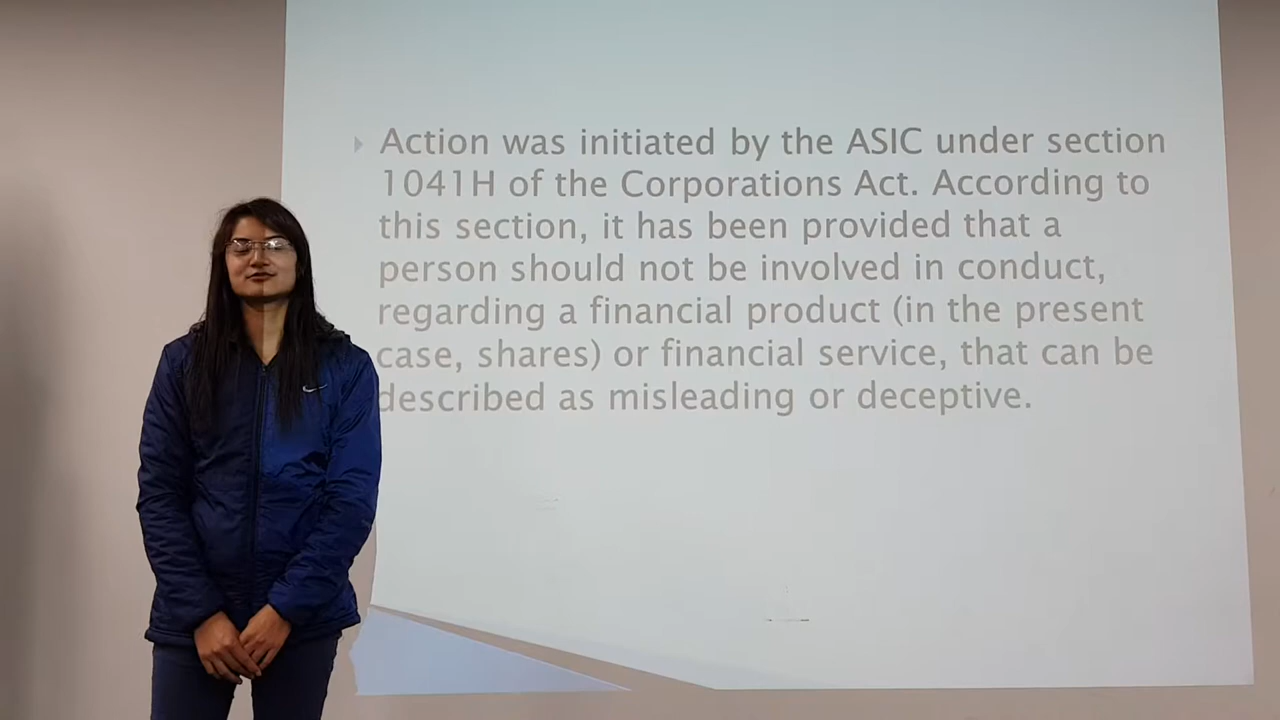 Action was initiated by the ASIC under section
1041H of the Corporations Act. According to
this section, it has been provided that a
person should not be involved in conduct,
regarding a financial product (in the present
case, shares) or financial service, that can be
described as misleading or deceptive.